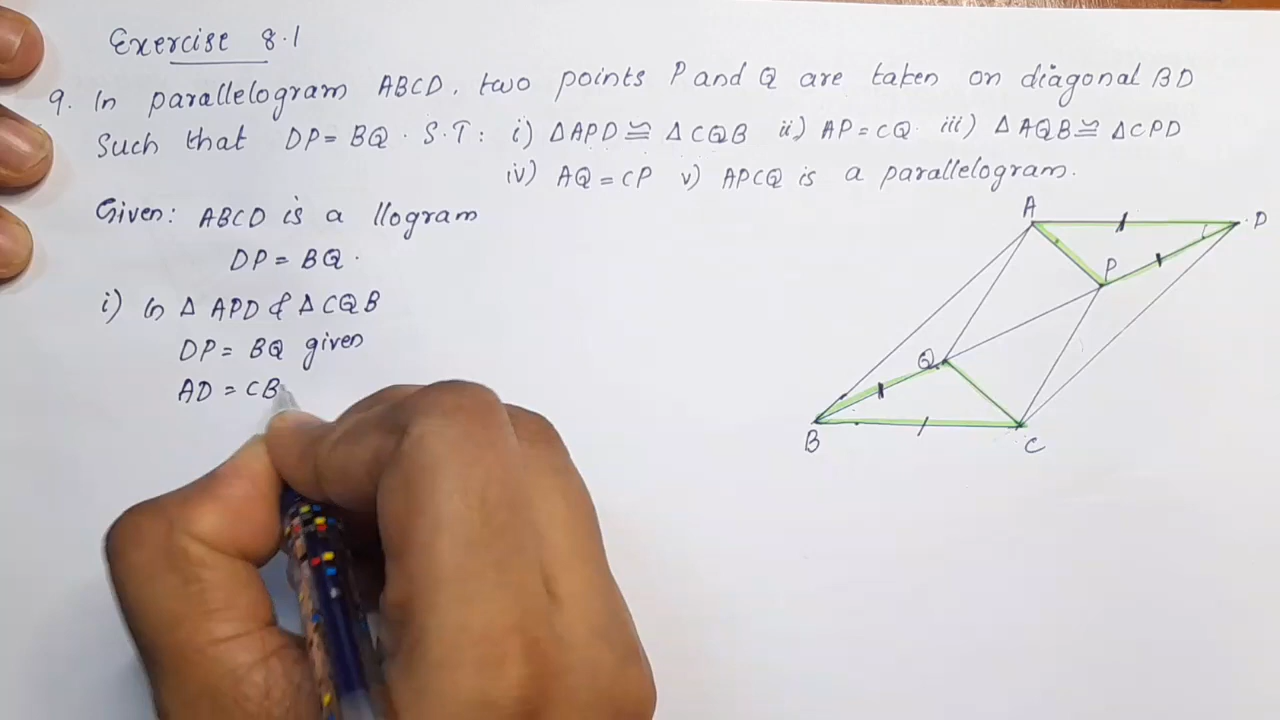 Exercise 8.1
9. In parallelogram ABCD, two points P and Q are taken on diagonal BD
Such that DP = BQ. S.T: i) ΔAPD ≅ ΔCQB ii) AP = CQ. iii) ΔAQB ≅ ΔCPD
iv) AQ = CP v) APCQ is a parallelogram.
Given: ABCD is a llogram
DP = BQ.
i) In Δ APD & Δ CQB
DP = BQ given
AD = CB
A
D
P
Q
B
C